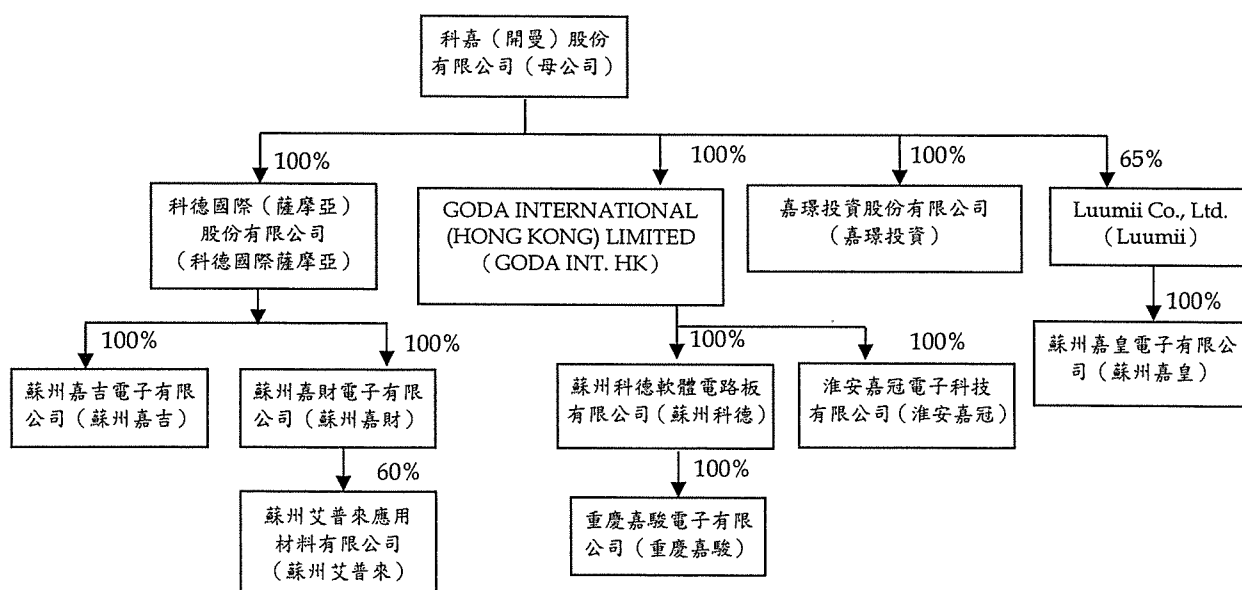 科嘉（開曼）股份
有限公司（母公司）
100%
100%
100%
65%
科德國際（薩摩亞）
股份有限公司
（科德國際薩摩亞）
GODA INTERNATIONAL
(HONG KONG) LIMITED
（GODA INT. HK）
嘉璟投資股份有限公司
（嘉璟投資）
Luumii Co., Ltd.
（Luumii）
100%
100%
100%
100%
100%
蘇州嘉吉電子有限
公司（蘇州嘉吉）
蘇州嘉財電子有限
公司（蘇州嘉財）
蘇州科德軟體電路板
有限公司（蘇州科德）
淮安嘉冠電子科技
有限公司（淮安嘉冠）
蘇州嘉皇電子有限公
司（蘇州嘉皇）
60%
100%
蘇州艾普來應用
材料有限公司
（蘇州艾普來）
重慶嘉駿電子有限
公司（重慶嘉駿）